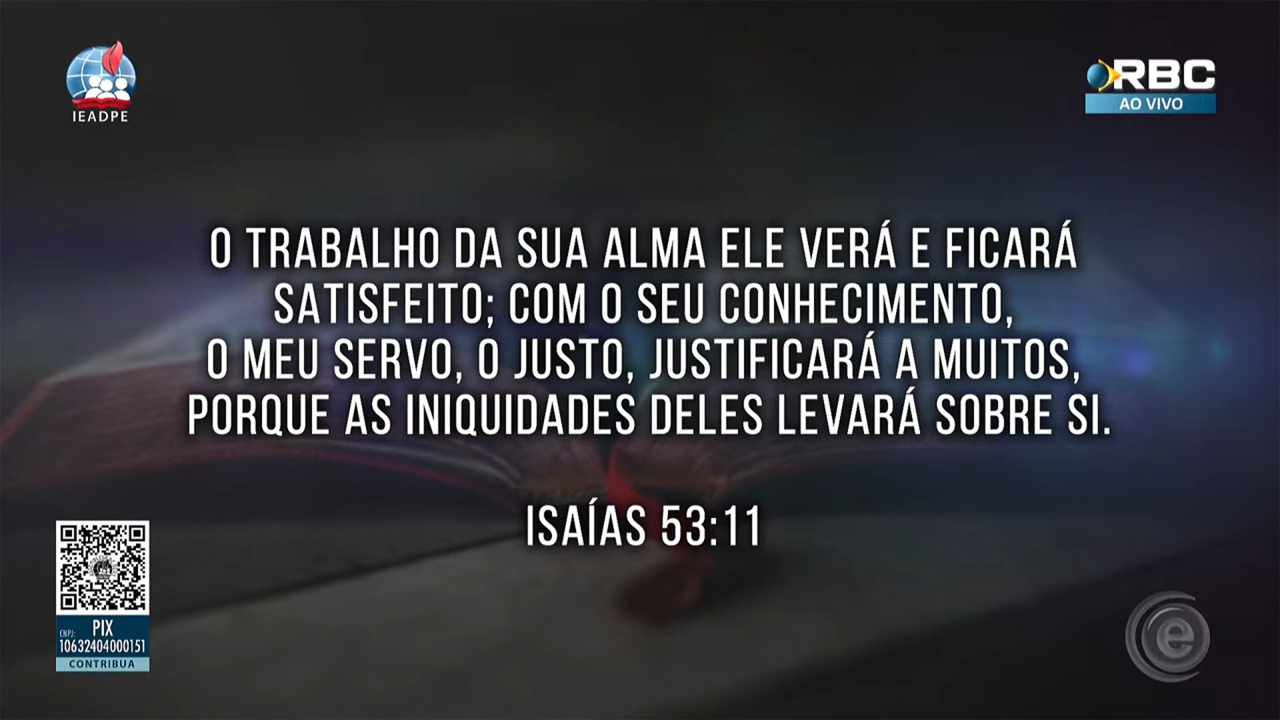 IEADPE
RBC
AO VIVO
O TRABALHO DA SUA ALMA ELE VERÁ E FICARÁ
SATISFEITO; COM O SEU CONHECIMENTO,
O MEU SERVO, O JUSTO, JUSTIFICARÁ A MUITOS,
PORQUE AS INIQUIDADES DELES LEVARÁ SOBRE SI.
ISAÍAS 53:11
PIX
CNPJ:
10632404000151
CONTRIBUA
e